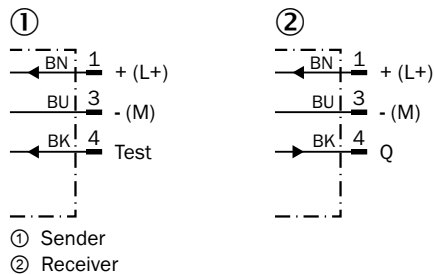 ① ②
BN 1 + (L+) BN 1 + (L+)
BU 3 - (M) BU 3 - (M)
BK 4 Test BK 4 Q
① Sender
② Receiver